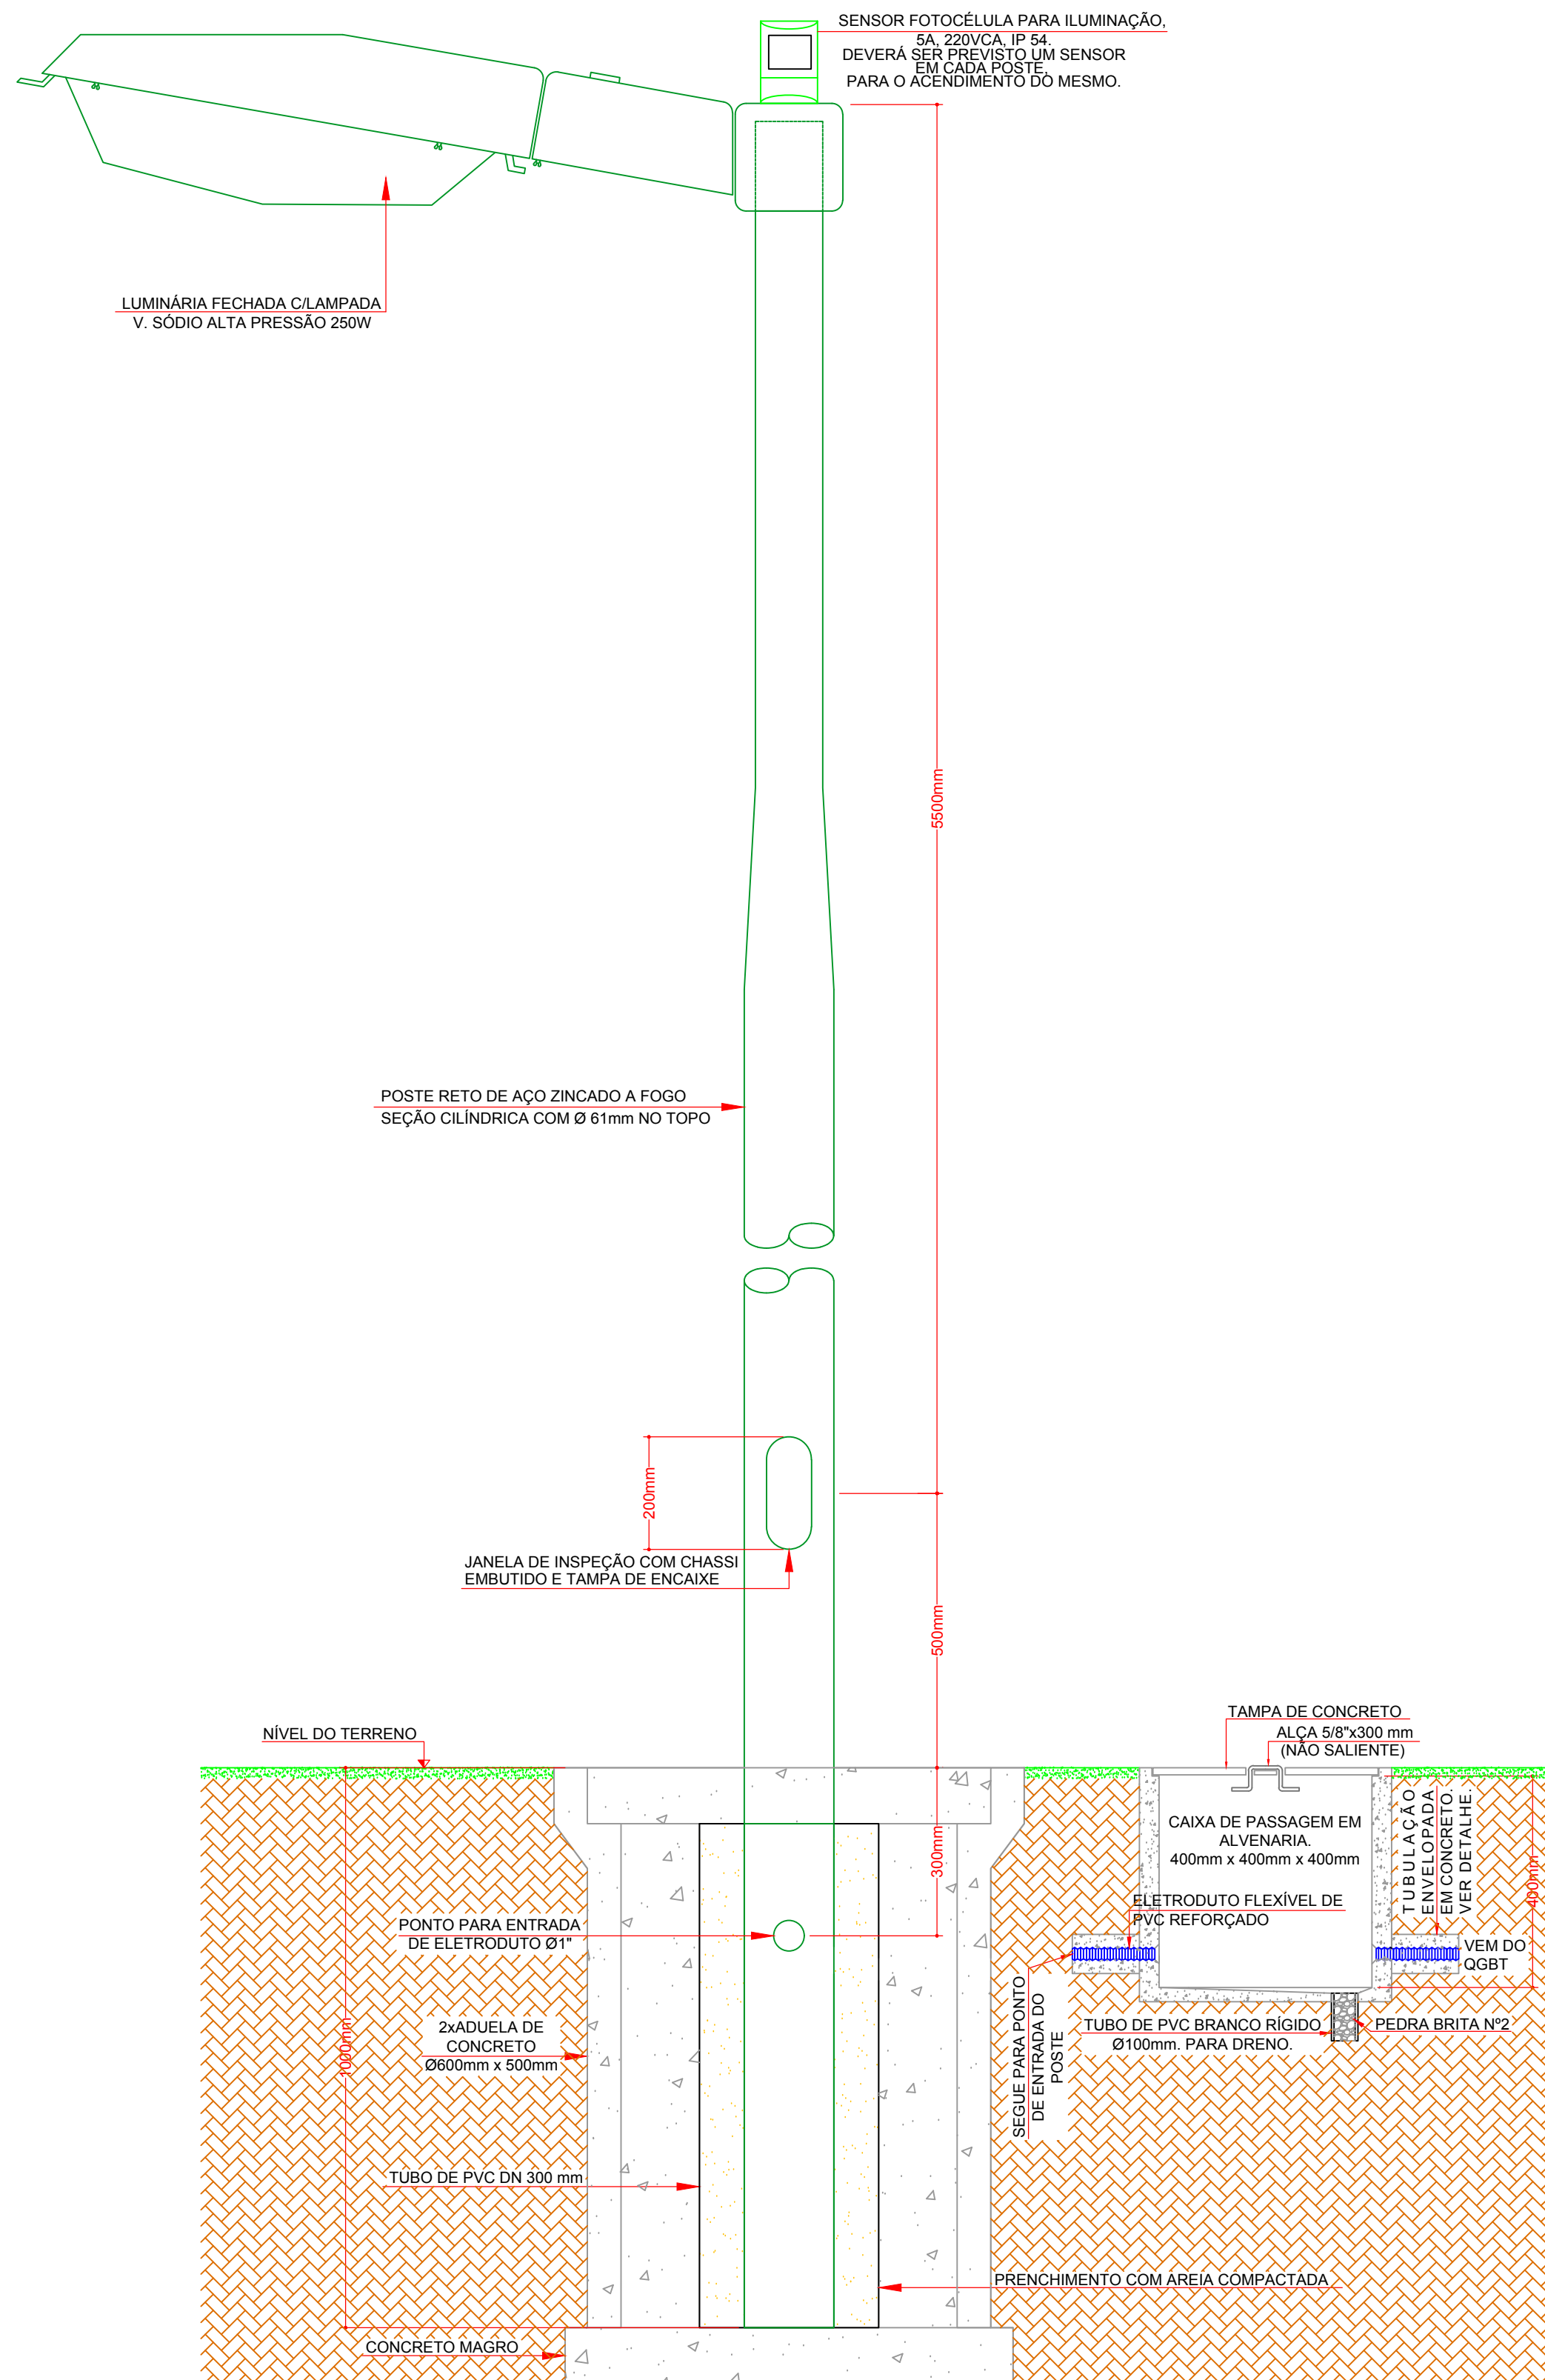 SENSOR FOTOCÉLULA PARA ILUMINAÇÃO,
5A, 220VCA, IP 54.
DEVERÁ SER PREVISTO UM SENSOR
EM CADA POSTE,
PARA O ACENDIMENTO DO MESMO.
LUMINÁRIA FECHADA C/LAMPADA
V. SÓDIO ALTA PRESSÃO 250W
5500mm
POSTE RETO DE AÇO ZINCADO A FOGO
SEÇÃO CILÍNDRICA COM Ø 61mm NO TOPO
200mm
JANELA DE INSPEÇÃO COM CHASSI
EMBUTIDO E TAMPA DE ENCAIXE
500mm
NÍVEL DO TERRENO
TAMPA DE CONCRETO
ALÇA 5/8"x300 mm
(NÃO SALIENTE)
CAIXA DE PASSAGEM EM
ALVENARIA.
400mm x 400mm x 400mm
TUBULAÇÃO
ENVELOPADA
EM CONCRETO.
VER DETALHE.
400mm
300mm
ELETRODUTO FLEXÍVEL DE
PVC REFORÇADO
PONTO PARA ENTRADA
DE ELETRODUTO Ø1"
VEM DO
QGBT
SEGUE PARA PONTO
DE ENTRADA DO
POSTE
TUBO DE PVC BRANCO RÍGIDO
Ø100mm. PARA DRENO.
PEDRA BRITA Nº2
1000mm
2xADUELA DE
CONCRETO
Ø600mm x 500mm
TUBO DE PVC DN 300 mm
PRENCHIMENTO COM AREIA COMPACTADA
CONCRETO MAGRO